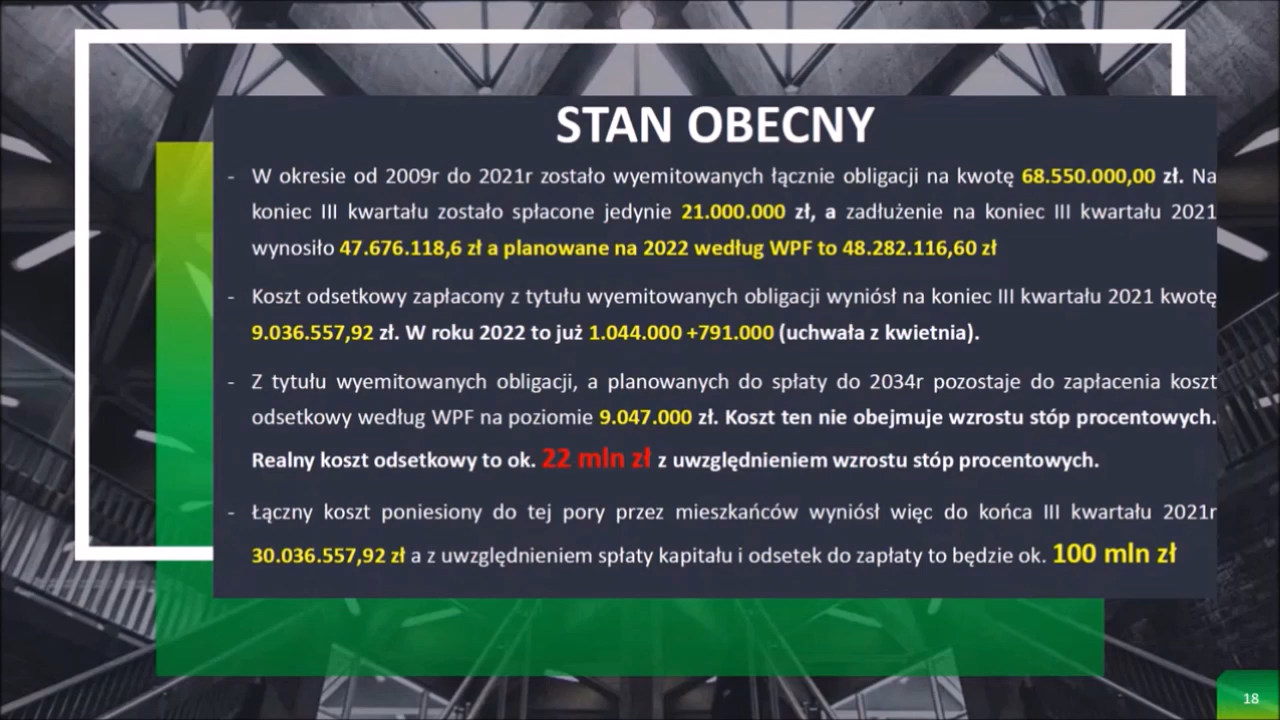 STAN OBECNY
- W okresie od 2009r do 2021r zostało wyemitowanych łącznie obligacji na kwotę 68.550.000,00 zł. Na
koniec III kwartału zostało spłacone jedynie 21.000.000 zł, a zadłużenie na koniec III kwartału 2021
wynosiło 47.676.118,6 zł a planowane na 2022 według WPF to 48.282.116,60 zł
- Koszt odsetkowy zapłacony z tytułu wyemitowanych obligacji wyniósł na koniec III kwartału 2021 kwotę
9.036.557,92 zł. W roku 2022 to już 1.044.000 +791.000 (uchwała z kwietnia).
- Z tytułu wyemitowanych obligacji, a planowanych do spłaty do 2034r pozostaje do zapłacenia koszt
odsetkowy według WPF na poziomie 9.047.000 zł. Koszt ten nie obejmuje wzrostu stóp procentowych.
Realny koszt odsetkowy to ok. 22 mln zł z uwzględnieniem wzrostu stóp procentowych.
- Łączny koszt poniesiony do tej pory przez mieszkańców wyniósł więc do końca III kwartału 2021r
30.036.557,92 zł a z uwzględnieniem spłaty kapitału i odsetek do zapłaty to będzie ok. 100 mln zł
18